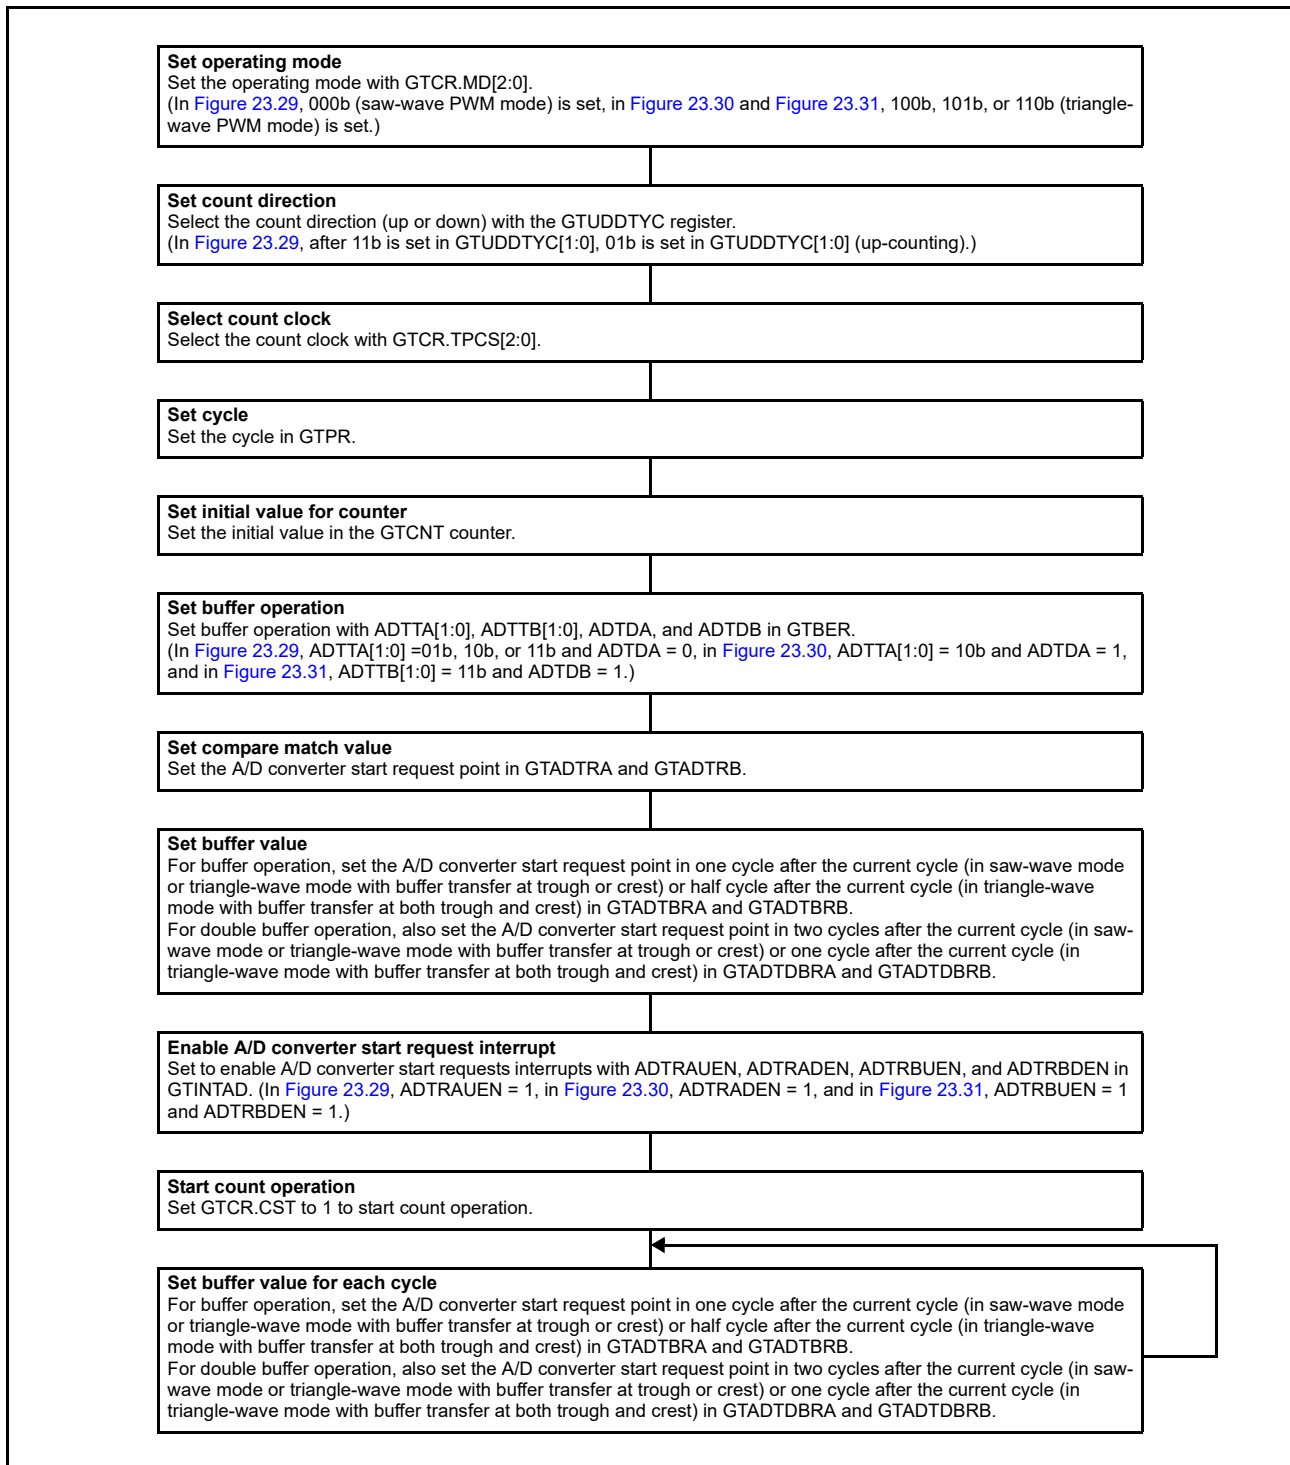 Set operating mode
Set the operating mode with GTCR.MD[2:0].
(In Figure 23.29, 000b (saw-wave PWM mode) is set, in Figure 23.30 and Figure 23.31, 100b, 101b, or 110b (triangle-
wave PWM mode) is set.)
Set count direction
Select the count direction (up or down) with the GTUDDTYC register.
(In Figure 23.29, after 11b is set in GTUDDTYC[1:0], 01b is set in GTUDDTYC[1:0] (up-counting).)
Select count clock
Select the count clock with GTCR.TPCS[2:0].
Set cycle
Set the cycle in GTPR.
Set initial value for counter
Set the initial value in the GTCNT counter.
Set buffer operation
Set buffer operation with ADTTA[1:0], ADTTB[1:0], ADTDA, and ADTDB in GTBER.
(In Figure 23.29, ADTTA[1:0] =01b, 10b, or 11b and ADTDA = 0, in Figure 23.30, ADTTA[1:0] = 10b and ADTDA = 1,
and in Figure 23.31, ADTTB[1:0] = 11b and ADTDB = 1.)
Set compare match value
Set the A/D converter start request point in GTADTRA and GTADTRB.
Set buffer value
For buffer operation, set the A/D converter start request point in one cycle after the current cycle (in saw-wave mode
or triangle-wave mode with buffer transfer at trough or crest) or half cycle after the current cycle (in triangle-wave
mode with buffer transfer at both trough and crest) in GTADTBRA and GTADTBRB.
For double buffer operation, also set the A/D converter start request point in two cycles after the current cycle (in saw-
wave mode or triangle-wave mode with buffer transfer at trough or crest) or one cycle after the current cycle (in
triangle-wave mode with buffer transfer at both trough and crest) in GTADTDBRA and GTADTDBRB.
Enable A/D converter start request interrupt
Set to enable A/D converter start requests interrupts with ADTRAUEN, ADTRADEN, ADTRBUEN, and ADTRBDEN in
GTINTAD. (In Figure 23.29, ADTRAUEN = 1, in Figure 23.30, ADTRADEN = 1, and in Figure 23.31, ADTRBUEN = 1
and ADTRBDEN = 1.)
Start count operation
Set GTCR.CST to 1 to start count operation.
Set buffer value for each cycle
For buffer operation, set the A/D converter start request point in one cycle after the current cycle (in saw-wave mode
or triangle-wave mode with buffer transfer at trough or crest) or half cycle after the current cycle (in triangle-wave
mode with buffer transfer at both trough and crest) in GTADTBRA and GTADTBRB.
For double buffer operation, also set the A/D converter start request point in two cycles after the current cycle (in saw-
wave mode or triangle-wave mode with buffer transfer at trough or crest) or one cycle after the current cycle (in
triangle-wave mode with buffer transfer at both trough and crest) in GTADTDBRA and GTADTDBRB.